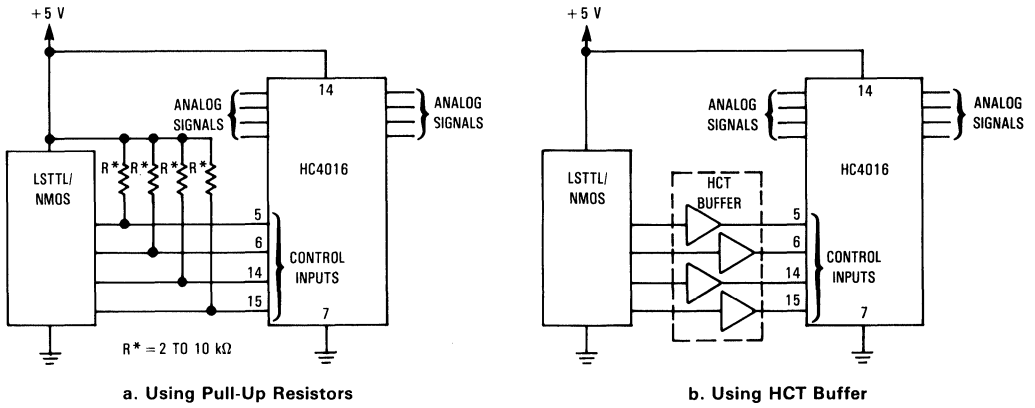 +5 V
14
ANALOG
SIGNALS
ANALOG
SIGNALS
HC4016
LSTTL/
NMOS
R* R* R* R*
5
6
14
15
CONTROL
INPUTS
7
R* = 2 TO 10 kΩ
a. Using Pull-Up Resistors
+5 V
14
ANALOG
SIGNALS
ANALOG
SIGNALS
HC4016
LSTTL/
NMOS
HCT
BUFFER
5
6
14
15
CONTROL
INPUTS
7
b. Using HCT Buffer